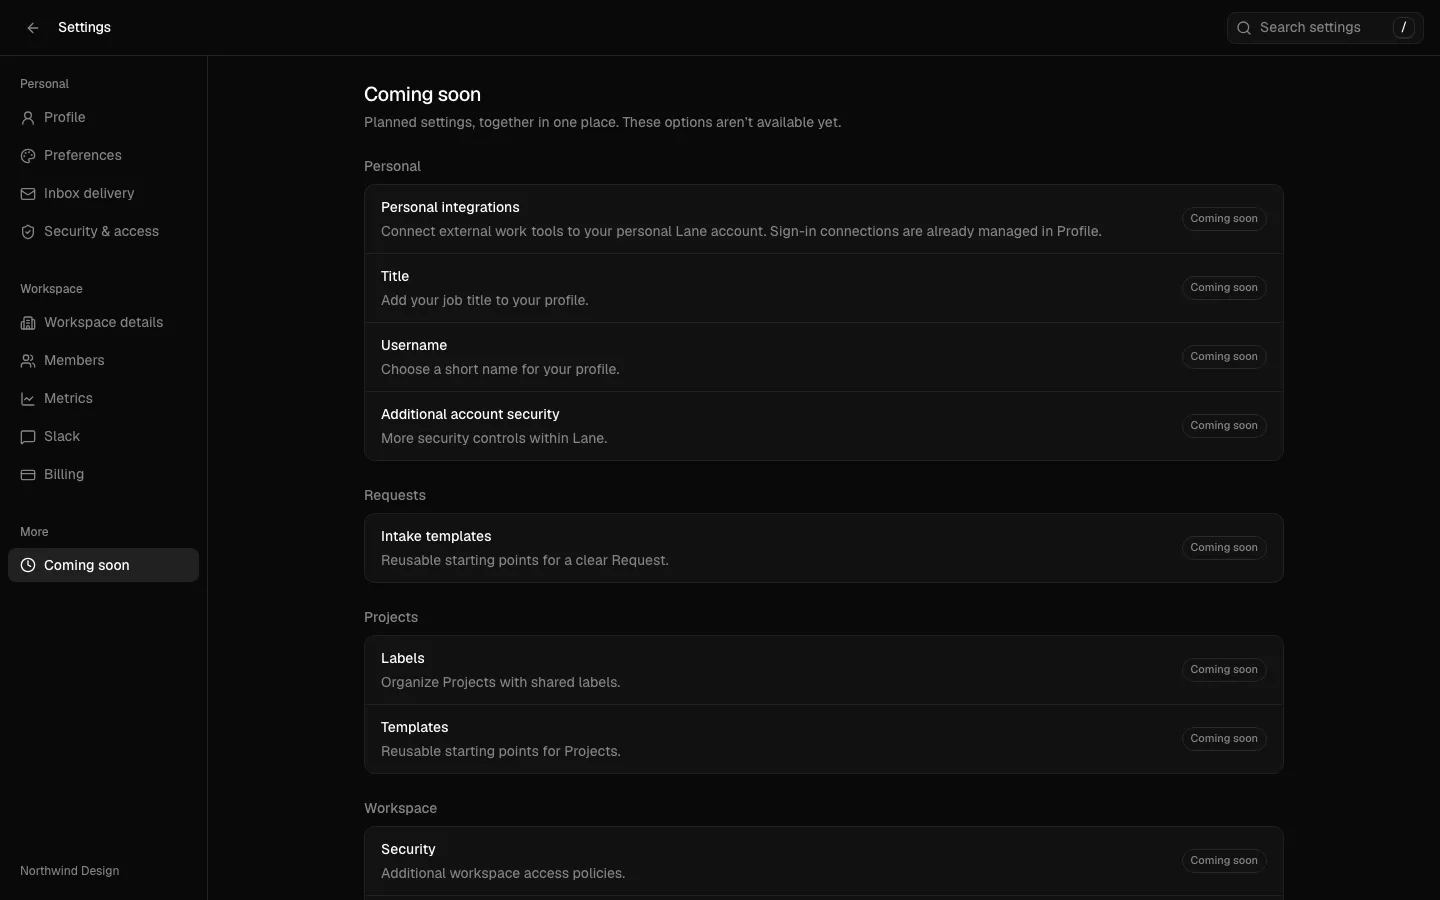 Settings
Search settings
/
Personal
Profile
Preferences
Inbox delivery
Security & access
Workspace
Workspace details
Members
Metrics
Slack
Billing
More
Coming soon
Northwind Design
Coming soon
Planned settings, together in one place. These options aren't available yet.
Personal
Personal integrations
Connect external work tools to your personal Lane account. Sign-in connections are already managed in Profile.
Coming soon
Title
Add your job title to your profile.
Coming soon
Username
Choose a short name for your profile.
Coming soon
Additional account security
More security controls within Lane.
Coming soon
Requests
Intake templates
Reusable starting points for a clear Request.
Coming soon
Projects
Labels
Organize Projects with shared labels.
Coming soon
Templates
Reusable starting points for Projects.
Coming soon
Workspace
Security
Additional workspace access policies.
Coming soon